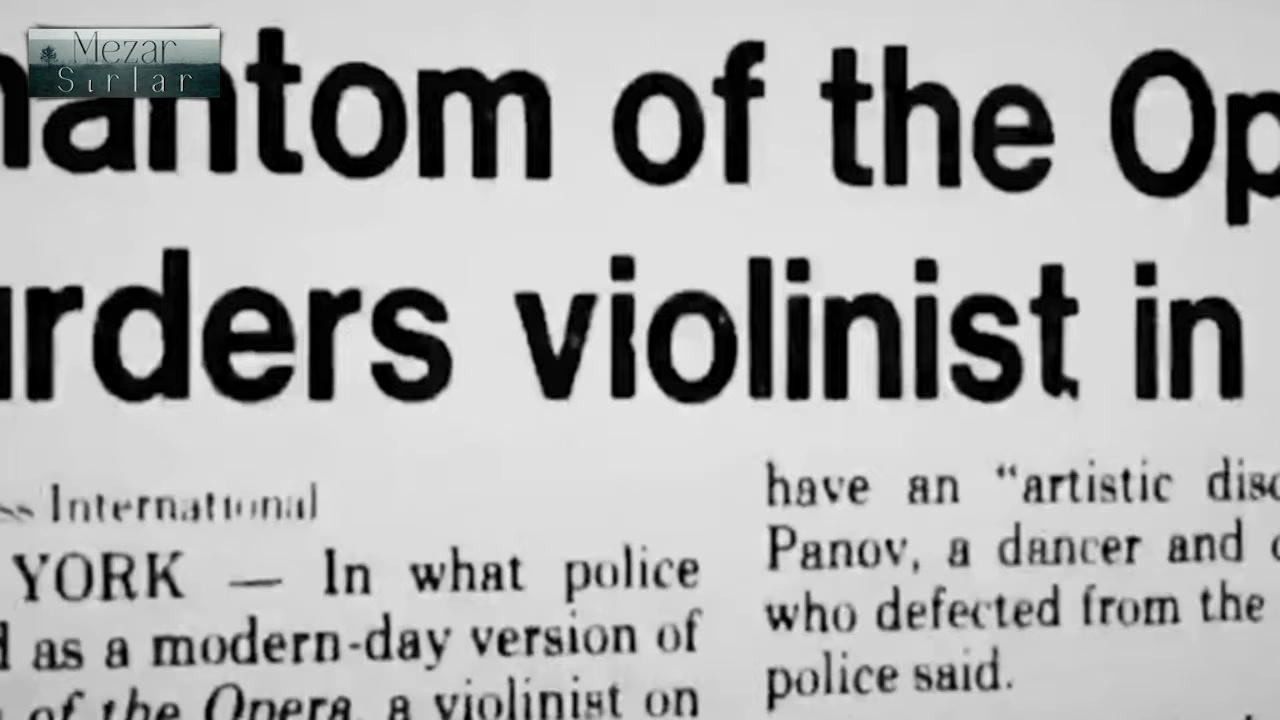 Mezar
Sırlar
hantom of the Op
urders violinist in
International
YORK — In what police
as a modern-day version of
of the Opera, a violinist on
have an “artistic disc
Panov, a dancer and
who defected from the
police said.